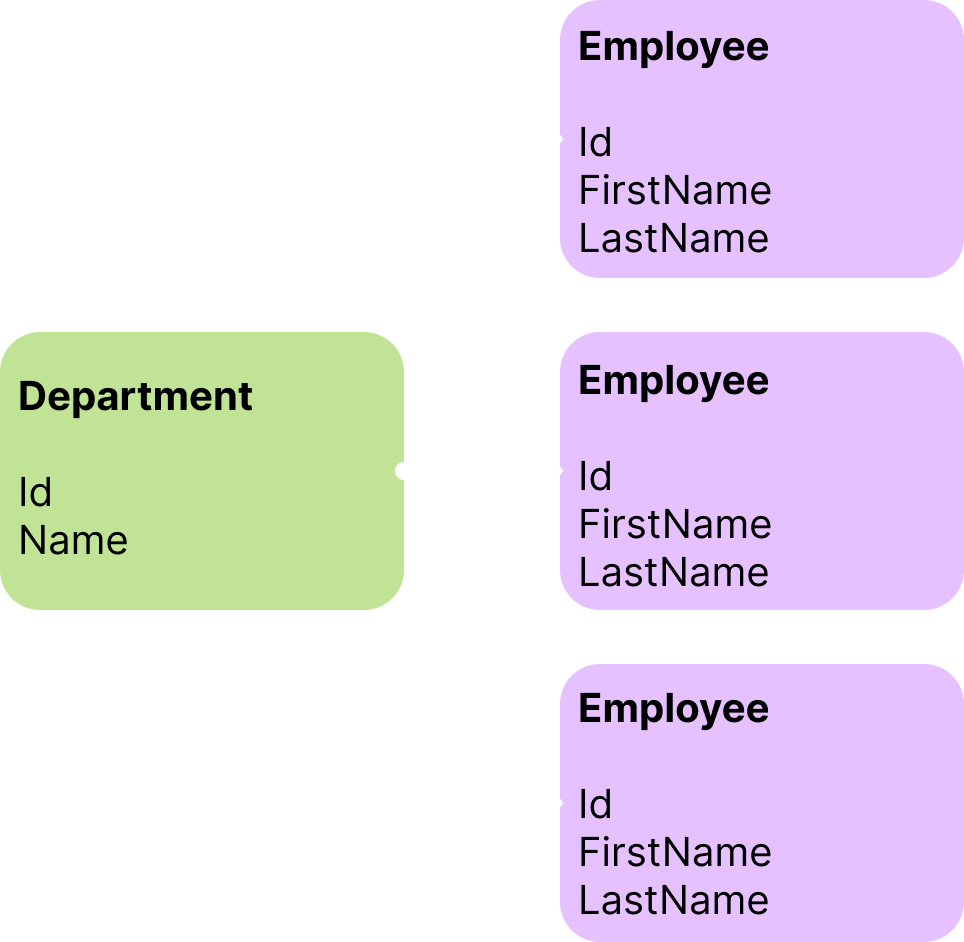 Employee
Id
FirstName
LastName
Department
Id
Name
Employee
Id
FirstName
LastName
Employee
Id
FirstName
LastName